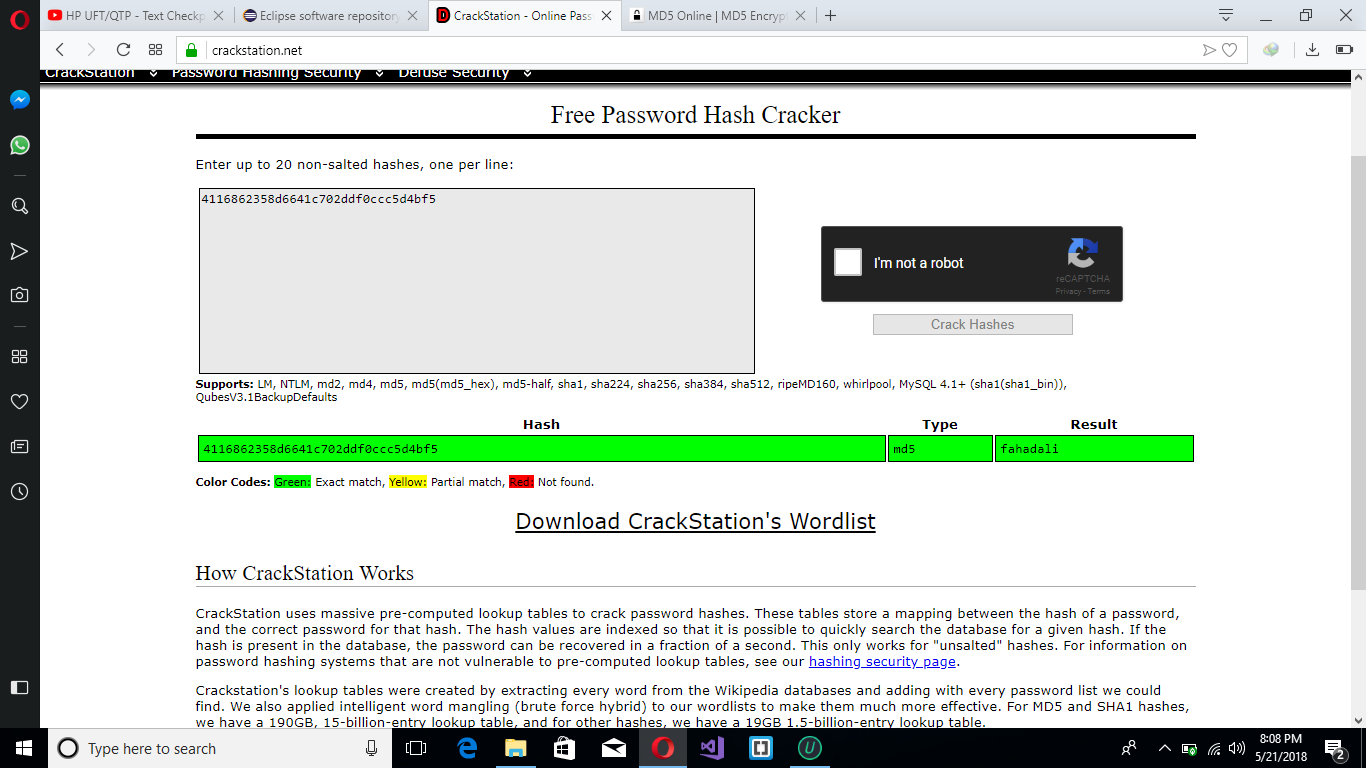 HP UFT/QTP - Text Checkp
Eclipse software repository
CrackStation - Online Pass
MD5 Online | MD5 Encrypt
crackstation.net
CrackStation
Password Hashing Security
Defuse Security
Free Password Hash Cracker
Enter up to 20 non-salted hashes, one per line:
4116862358d6641c702ddf0ccc5d4bf5
I'm not a robot
reCAPTCHA
Privacy - Terms
Crack Hashes
Supports: LM, NTLM, md2, md4, md5, md5(md5_hex), md5-half, sha1, sha224, sha256, sha384, sha512, ripeMD160, whirlpool, MySQL 4.1+ (sha1(sha1_bin)),
QubesV3.1BackupDefaults
Hash Type Result
4116862358d6641c702ddf0ccc5d4bf5 md5 fahadali
Color Codes: Green: Exact match, Yellow: Partial match, Red: Not found.
Download CrackStation's Wordlist
How CrackStation Works
CrackStation uses massive pre-computed lookup tables to crack password hashes. These tables store a mapping between the hash of a password,
and the correct password for that hash. The hash values are indexed so that it is possible to quickly search the database for a given hash. If the
hash is present in the database, the password can be recovered in a fraction of a second. This only works for "unsalted" hashes. For information on
password hashing systems that are not vulnerable to pre-computed lookup tables, see our hashing security page.
Crackstation's lookup tables were created by extracting every word from the Wikipedia databases and adding with every password list we could
find. We also applied intelligent word mangling (brute force hybrid) to our wordlists to make them much more effective. For MD5 and SHA1 hashes,
we have a 190GB, 15-billion-entry lookup table, and for other hashes, we have a 19GB 1.5-billion-entry lookup table.
Type here to search
8:08 PM
5/21/2018
2